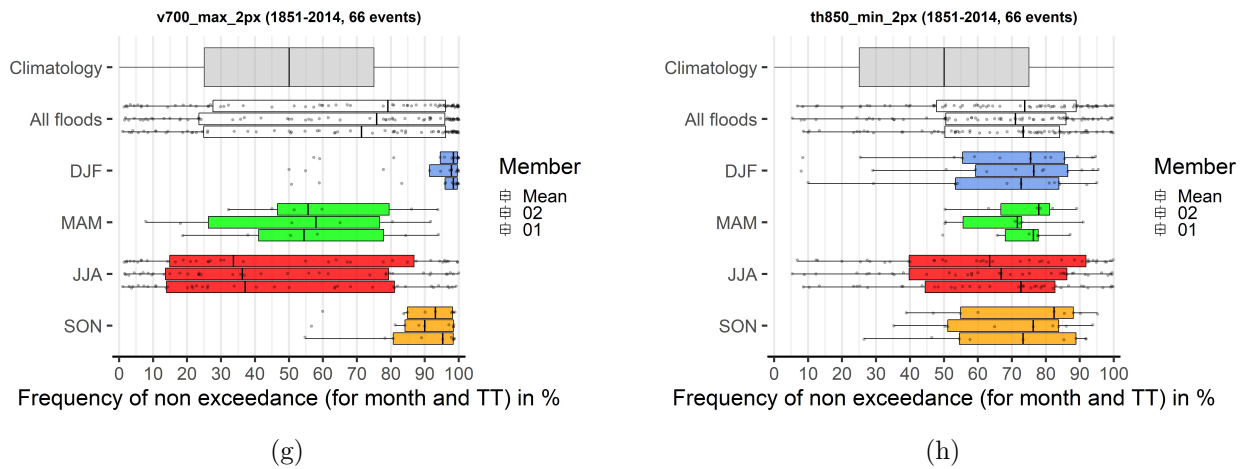 v700_max_2px (1851-2014, 66 events)
Climatology
All floods
DJF
MAM
JJA
SON
0 10 20 30 40 50 60 70 80 90 100
Frequency of non exceedance (for month and TT) in %
Member
Mean
02
01
(g)
th850_min_2px (1851-2014, 66 events)
Climatology
All floods
DJF
MAM
JJA
SON
0 10 20 30 40 50 60 70 80 90 100
Frequency of non exceedance (for month and TT) in %
Member
Mean
02
01
(h)